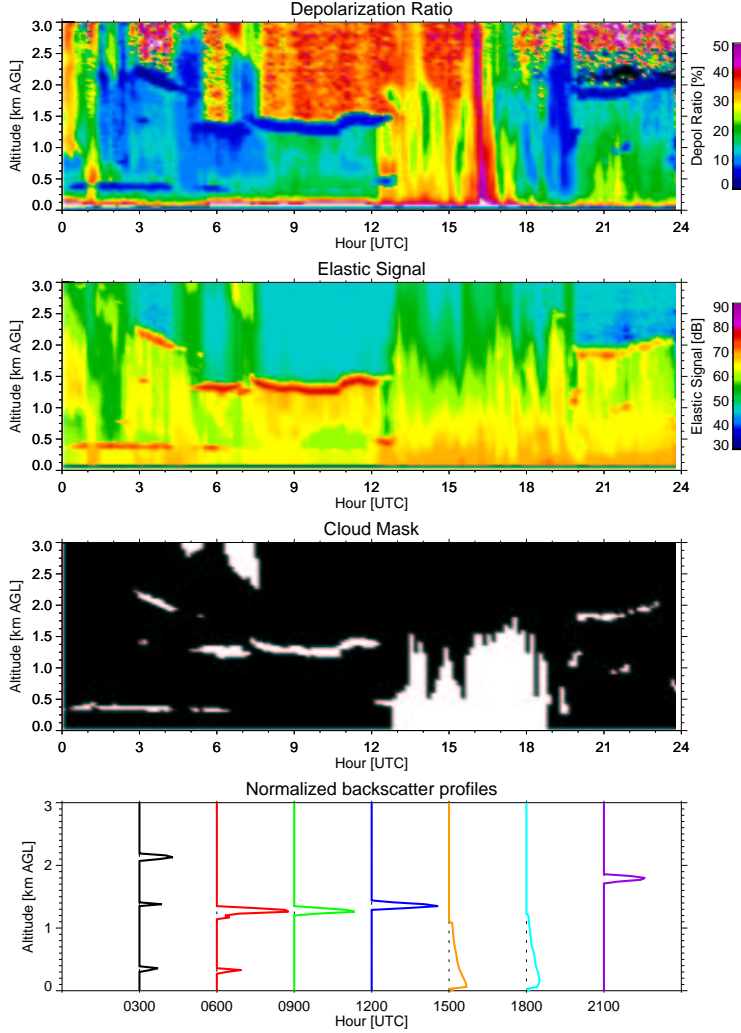 Depolarization Ratio
3.0
2.5
2.0
1.5
1.0
0.5
0.0
Altitude [km AGL]
0 3 6 9 12 15 18 21 24
Hour [UTC]
50
40
30
20
10
0
Depol Ratio [%]
Elastic Signal
3.0
2.5
2.0
1.5
1.0
0.5
0.0
Altitude [km AGL]
0 3 6 9 12 15 18 21 24
Hour [UTC]
90
80
70
60
50
40
30
Elastic Signal [dB]
Cloud Mask
3.0
2.5
2.0
1.5
1.0
0.5
0.0
Altitude [km AGL]
0 3 6 9 12 15 18 21 24
Hour [UTC]
Normalized backscatter profiles
3
2
1
0
Altitude [km AGL]
0300 0600 0900 1200 1500 1800 2100
Hour [UTC]